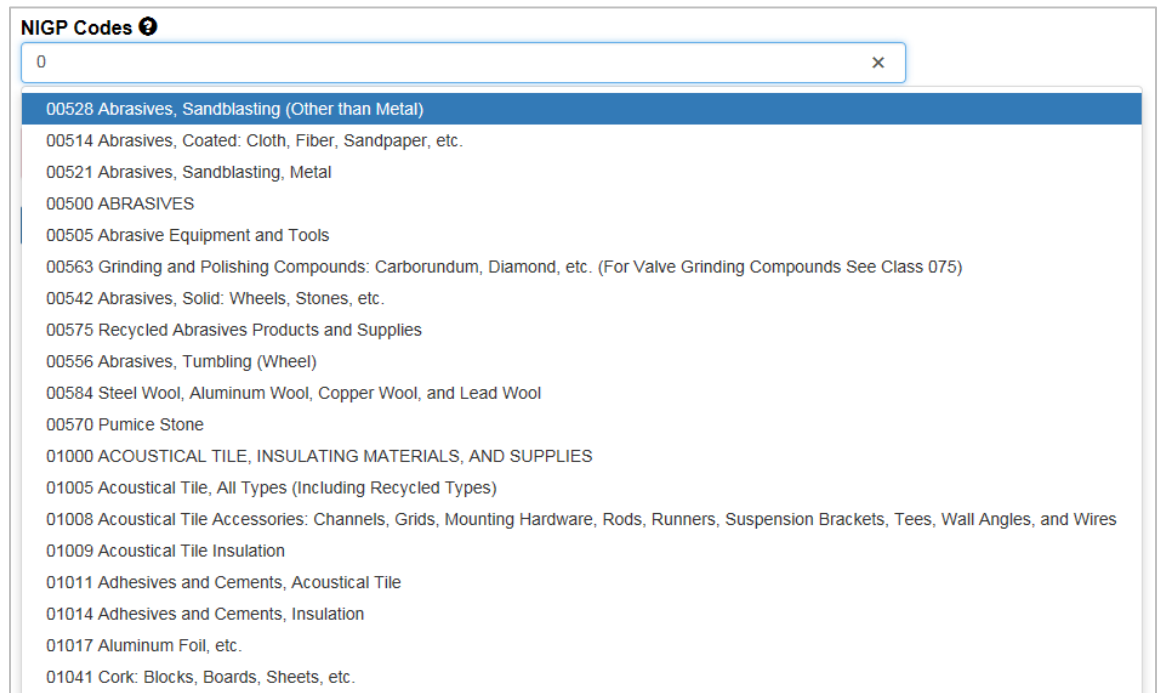 NIGP Codes ?
0 ×
00528 Abrasives, Sandblasting (Other than Metal)
00514 Abrasives, Coated: Cloth, Fiber, Sandpaper, etc.
00521 Abrasives, Sandblasting, Metal
00500 ABRASIVES
00505 Abrasive Equipment and Tools
00563 Grinding and Polishing Compounds: Carborundum, Diamond, etc. (For Valve Grinding Compounds See Class 075)
00542 Abrasives, Solid: Wheels, Stones, etc.
00575 Recycled Abrasives Products and Supplies
00556 Abrasives, Tumbling (Wheel)
00584 Steel Wool, Aluminum Wool, Copper Wool, and Lead Wool
00570 Pumice Stone
01000 ACOUSTICAL TILE, INSULATING MATERIALS, AND SUPPLIES
01005 Acoustical Tile, All Types (Including Recycled Types)
01008 Acoustical Tile Accessories: Channels, Grids, Mounting Hardware, Rods, Runners, Suspension Brackets, Tees, Wall Angles, and Wires
01009 Acoustical Tile Insulation
01011 Adhesives and Cements, Acoustical Tile
01014 Adhesives and Cements, Insulation
01017 Aluminum Foil, etc.
01041 Cork: Blocks, Boards, Sheets, etc.